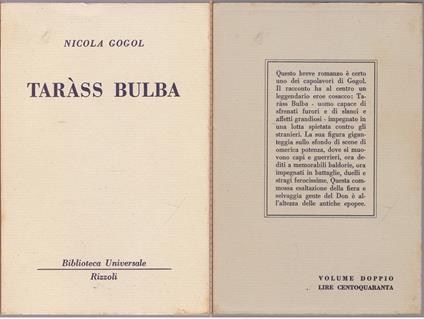 NICOLA GOGOL
TARÀSS BULBA
Biblioteca Universale
Rizzoli
Questo breve romanzo è certo
uno dei capolavori di Gogol.
Il racconto ha al centro un
leggendario eroe cosacco: Ta-
ràss Bulba - uomo capace di
sfrenati furori e di slanci e
affetti grandiosi - impegnato in
una lotta spietata contro gli
stranieri. La sua figura gigan-
teggia sullo sfondo di scene di
omerica potenza, dove si muo-
vono capi e guerrieri, ora de-
diti a memorabili baldorie, ora
impegnati in battaglie, duelli e
stragi ferocissime. Questa com-
mossa esaltazione della fiera e
selvaggia gente del Don è al-
l'altezza delle antiche epopee.
VOLUME DOPPIO
LIRE CENTOQUARANTA